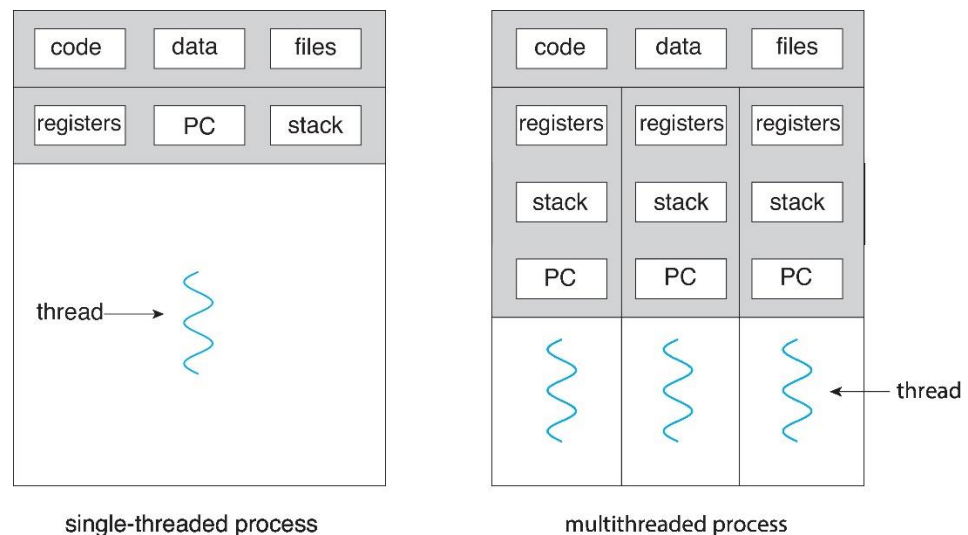 code data files
registers PC stack
thread
single-threaded process
code data files
registers registers registers
stack stack stack
PC PC PC
thread
multithreaded process